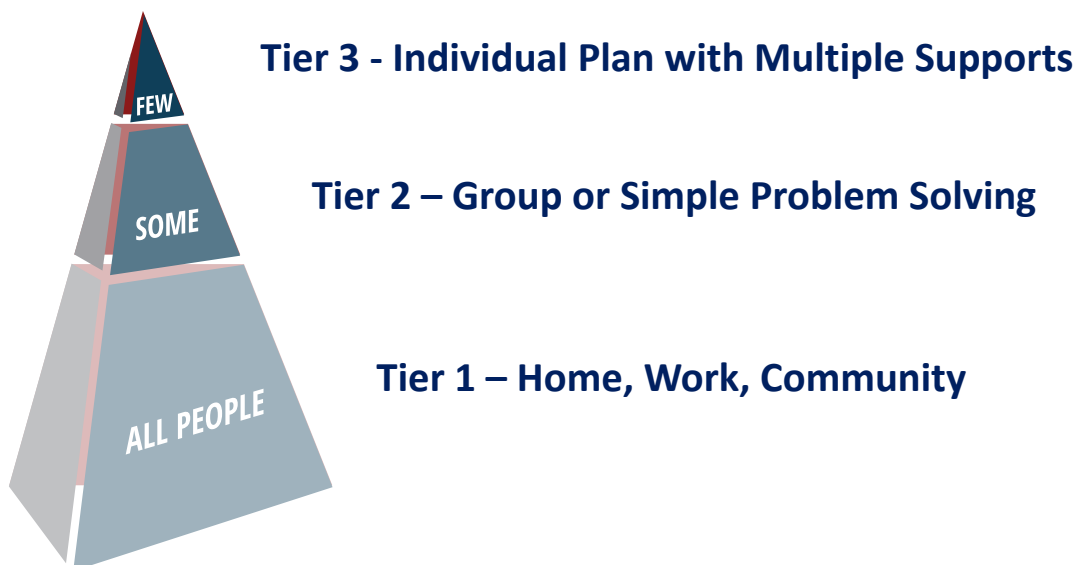 Tier 3 - Individual Plan with Multiple Supports
FEW
Tier 2 – Group or Simple Problem Solving
SOME
Tier 1 – Home, Work, Community
ALL PEOPLE